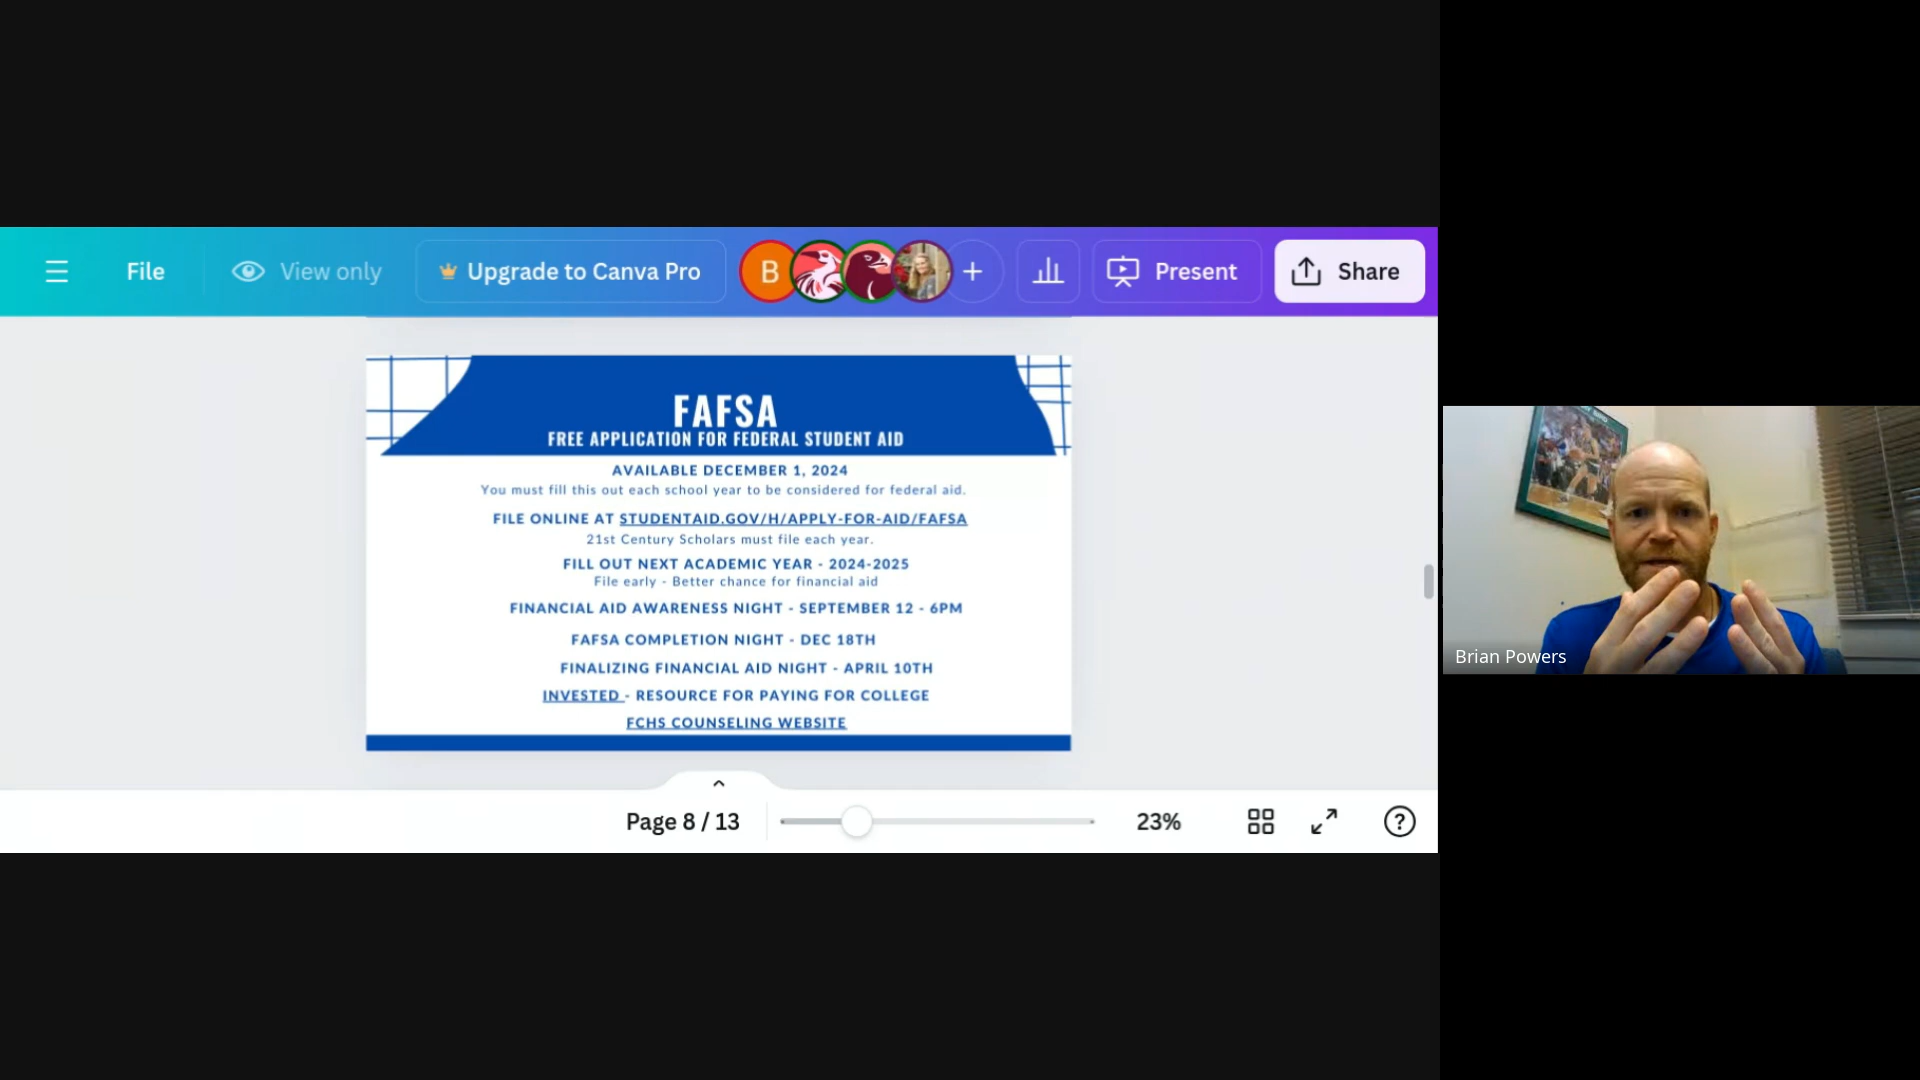 File
View only
Upgrade to Canva Pro
B
Present
Share
FAFSA
FREE APPLICATION FOR FEDERAL STUDENT AID
AVAILABLE DECEMBER 1, 2024
You must fill this out each school year to be considered for federal aid.
FILE ONLINE AT STUDENTAID.GOV/H/APPLY-FOR-AID/FAFSA
21st Century Scholars must file each year.
FILL OUT NEXT ACADEMIC YEAR - 2024-2025
File early - Better chance for financial aid
FINANCIAL AID AWARENESS NIGHT - SEPTEMBER 12 - 6PM
FAFSA COMPLETION NIGHT - DEC 18TH
FINALIZING FINANCIAL AID NIGHT - APRIL 10TH
INVESTED - RESOURCE FOR PAYING FOR COLLEGE
FCHS COUNSELING WEBSITE
Page 8 / 13
23%
Brian Powers